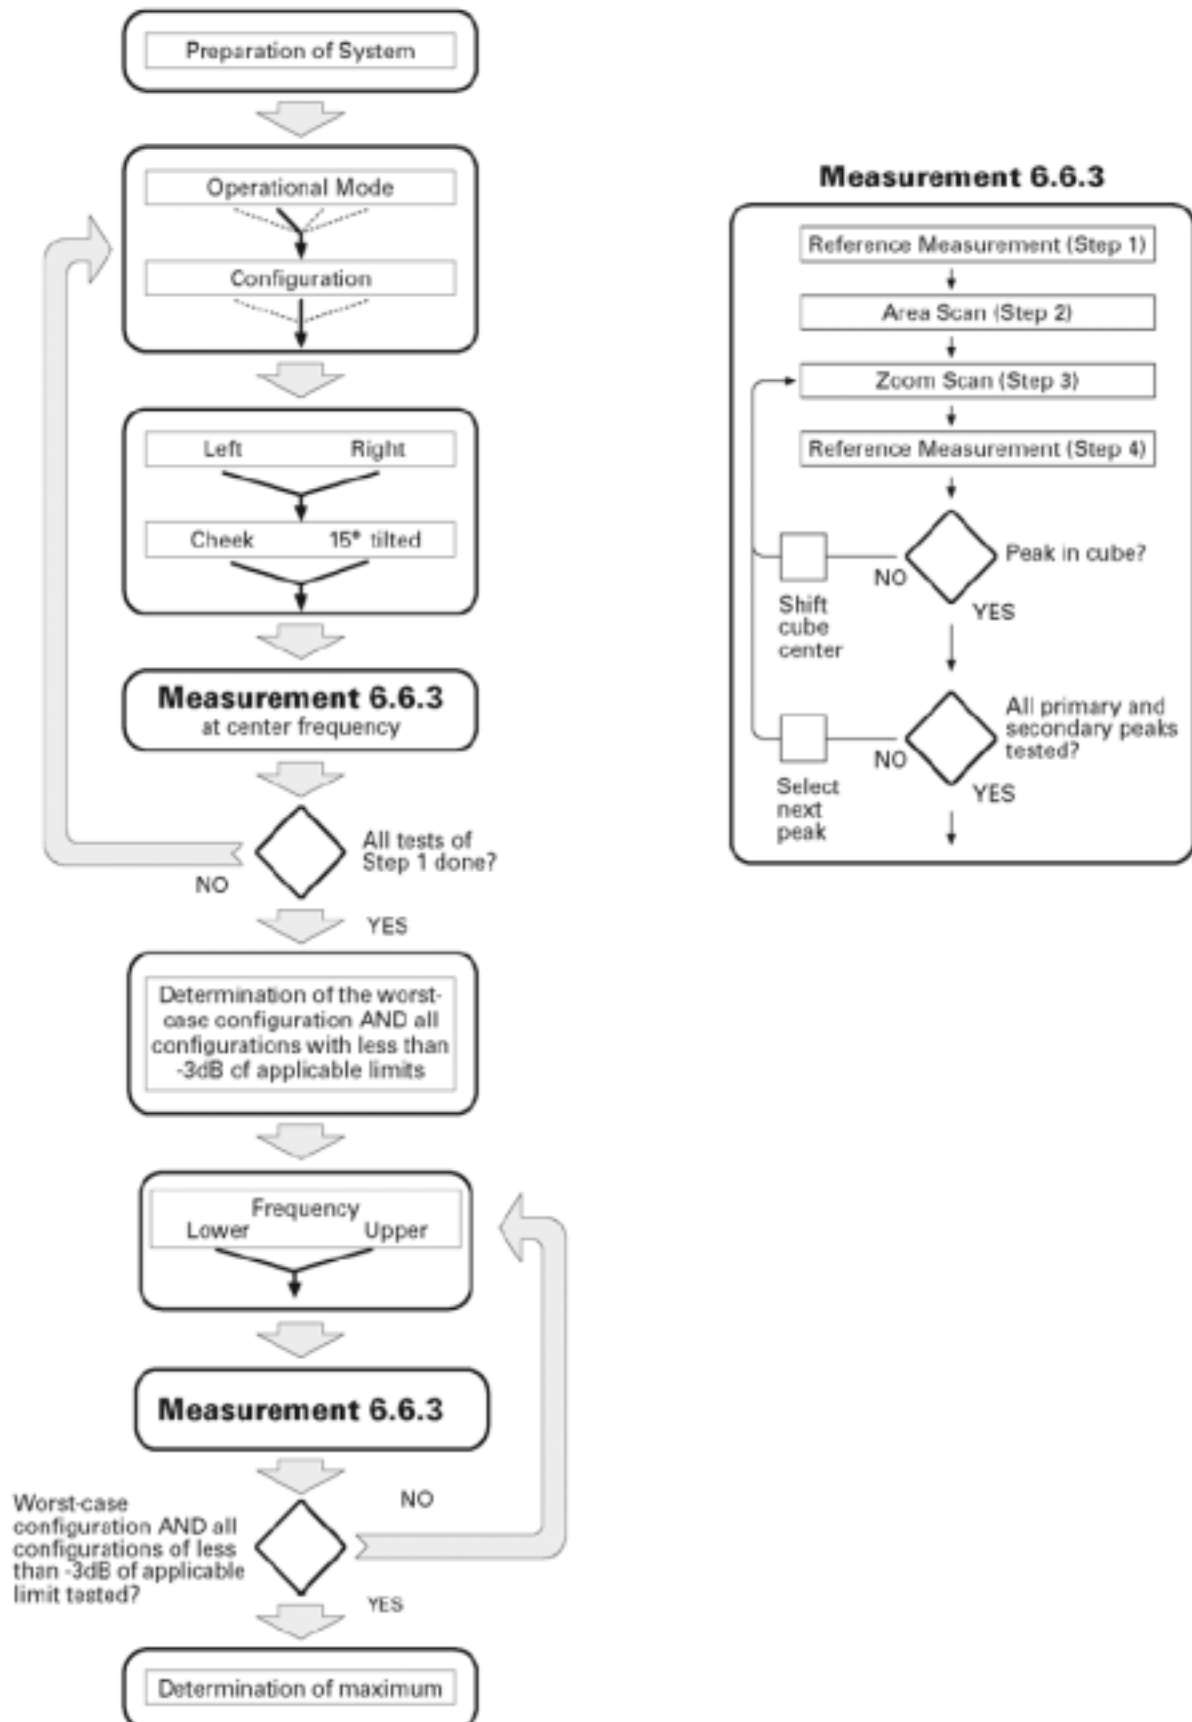 Preparation of System
Operational Mode
Configuration
Left Right
Cheek 15° tilted
Measurement 6.6.3
at center frequency
All tests of
Step 1 done?
NO
YES
Determination of the worst-
case configuration AND all
configurations with less than
-3dB of applicable limits
Frequency
Lower Upper
Measurement 6.6.3
NO
Worst-case
configuration AND all
configurations of less
than -3dB of applicable
limit tested?
YES
Determination of maximum
Measurement 6.6.3
Reference Measurement (Step 1)
Area Scan (Step 2)
Zoom Scan (Step 3)
Reference Measurement (Step 4)
Peak in cube?
NO
YES
Shift
cube
center
All primary and
secondary peaks
tested?
NO
YES
Select
next
peak